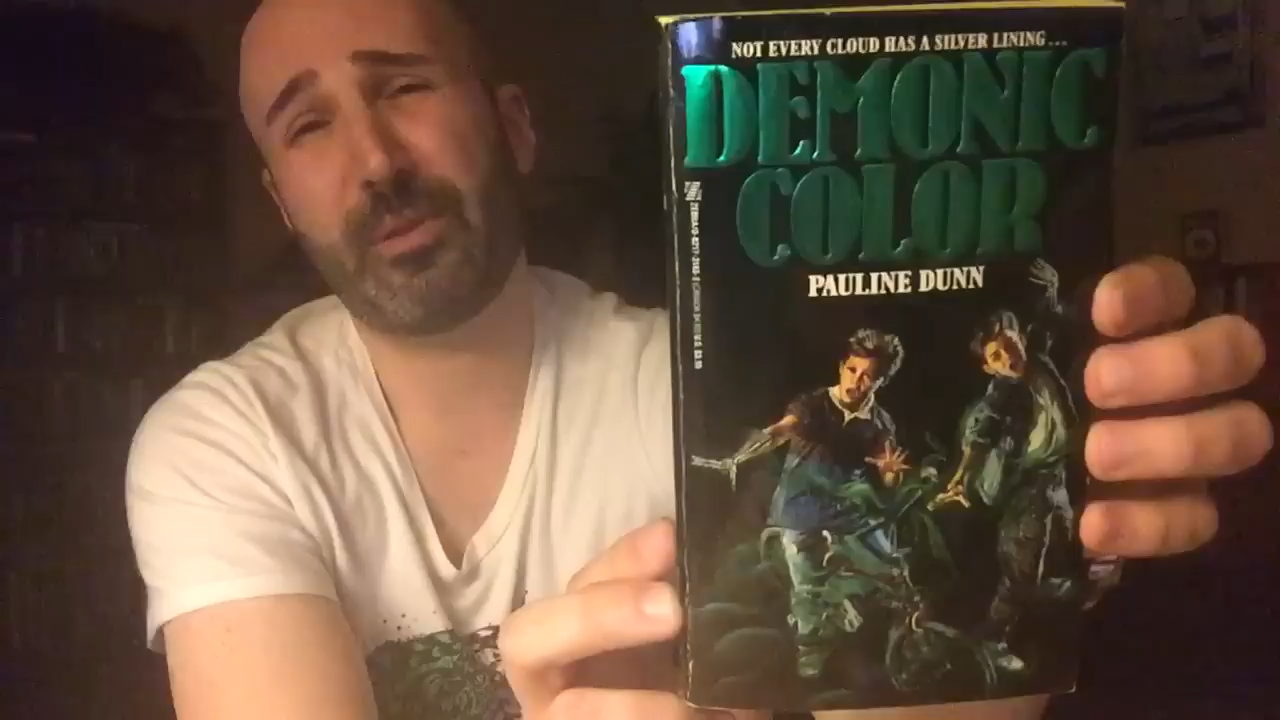 NOT EVERY CLOUD HAS A SILVER LINING...
DEMONIC
COLOR
PAULINE DUNN